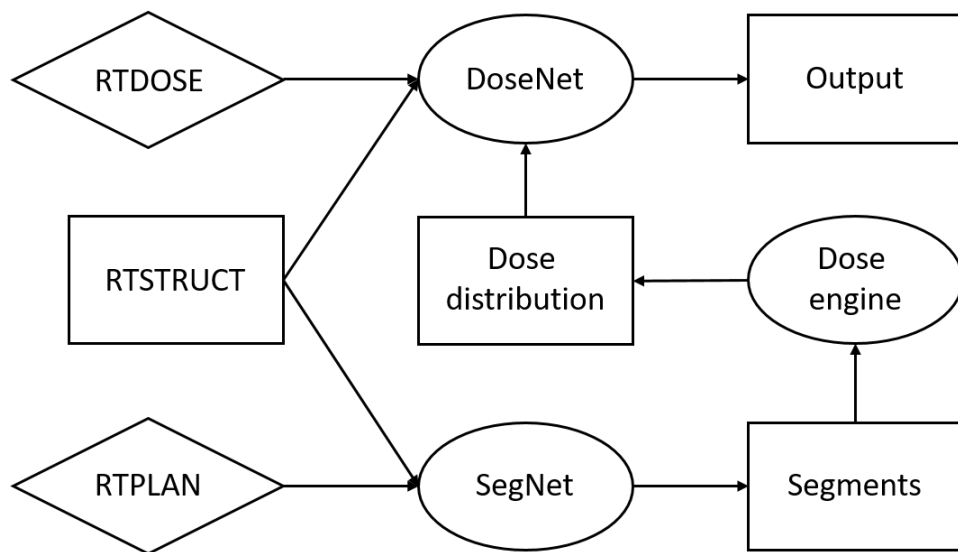 RTDOSE
DoseNet
Output
RTSTRUCT
Dose
distribution
Dose
engine
RTPLAN
SegNet
Segments